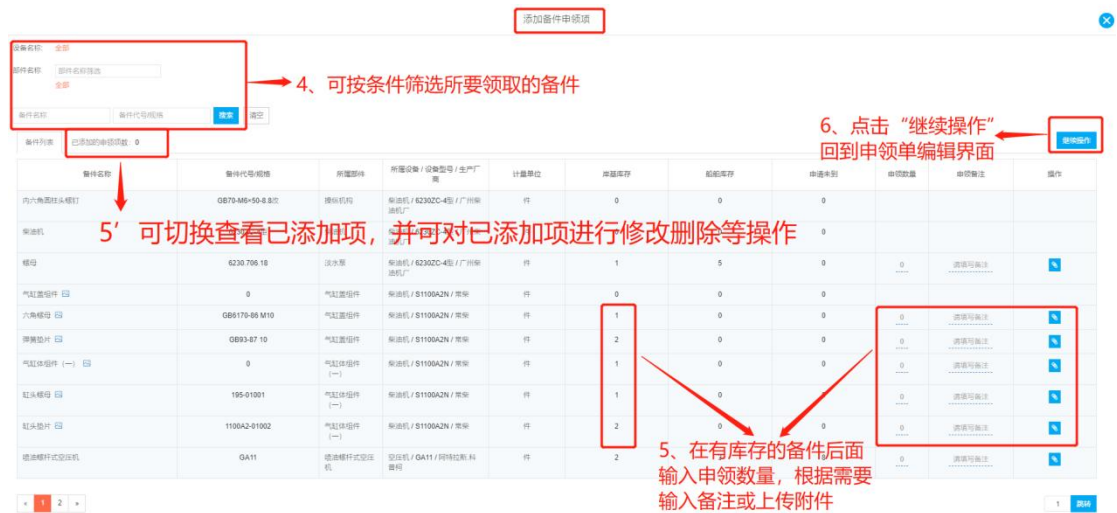 添加备件申领项
设备名称: 全部
部件名称 部件名称筛选
全部
4、可按条件筛选所要领取的备件
备件名称 备件代号/规格 搜索 清空
6、点击“继续操作”
回到申领单编辑界面
继续操作
备件列表 已添加的申领项数: 0
备件名称 备件代号/规格 所属部件 所属设备 / 设备型号 / 生产厂商 计量单位 岸基库存 船舶库存 申请未到 申领数量 申领备注 操作
内六角圆柱头螺钉 GB70-M6×50-8.8改 操纵机构 柴油机 / 6230ZC-4型 / 广州柴油机厂 件 0 0 0
5’ 可切换查看已添加项，并可对已添加项进行修改删除等操作
柴油机 件 0
螺母 6230.706.18 淡水泵 柴油机 / 6230ZC-4型 / 广州柴油机厂 件 1 5 0 0 请填写备注
气缸盖组件 0 气缸盖组件 柴油机 / S1100A2N / 常柴 件 0 0 0
六角螺母 GB6170-86 M10 气缸盖组件 柴油机 / S1100A2N / 常柴 件 1 0 0 0 请填写备注
弹簧垫片 GB93-87 10 气缸盖组件 柴油机 / S1100A2N / 常柴 件 2 0 0 0 请填写备注
气缸体组件（一） 0 气缸体组件（一） 柴油机 / S1100A2N / 常柴 件 1 0 0 请填写备注
缸头螺母 195-01001 气缸体组件（一） 柴油机 / S1100A2N / 常柴 件 1 0 0 请填写备注
缸头垫片 1100A2-01002 气缸体组件（一） 柴油机 / S1100A2N / 常柴 件 2 0 0 0 请填写备注
喷油螺杆式空压机 GA11 喷油螺杆式空压机 空压机 / GA11 / 阿特拉斯.科普柯 件 2 0 请填写备注
5、在有库存的备件后面
输入申领数量，根据需要
输入备注或上传附件
« 1 2 » 1 跳转